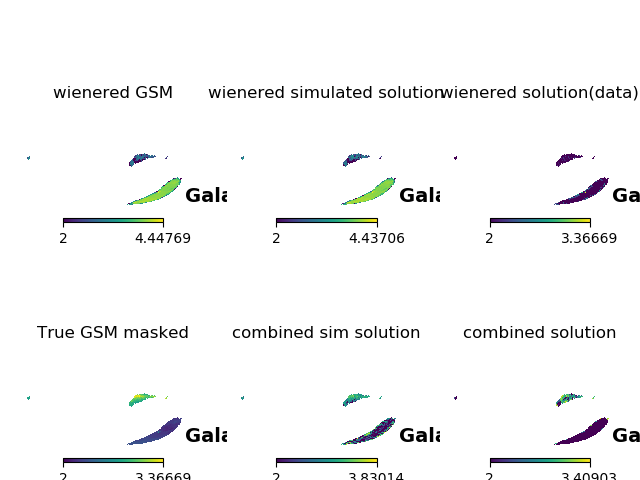 wienered GSM
wienered simulated solution
wienered solution(data)
Gala
Gala
Ga
2 4.44769
2 4.43706
2 3.36669
True GSM masked
combined sim solution
combined solution
Gala
Gala
Ga
2 3.36669
2 3.83014
2 3.40903